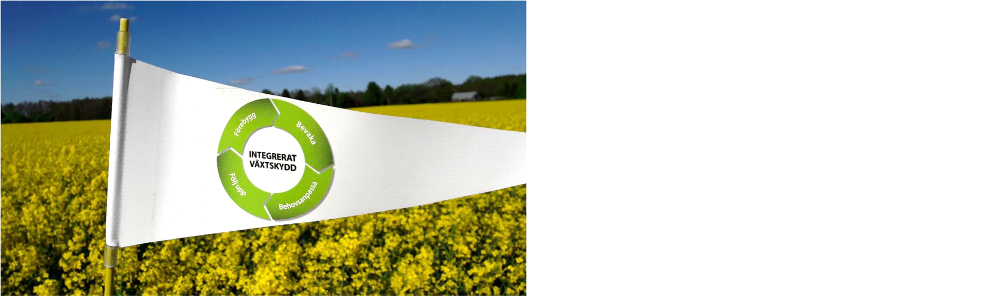 Förebygg
Bevaka
INTEGRERAT
VÄXTSKYDD
Följ upp
Behovsanpassa